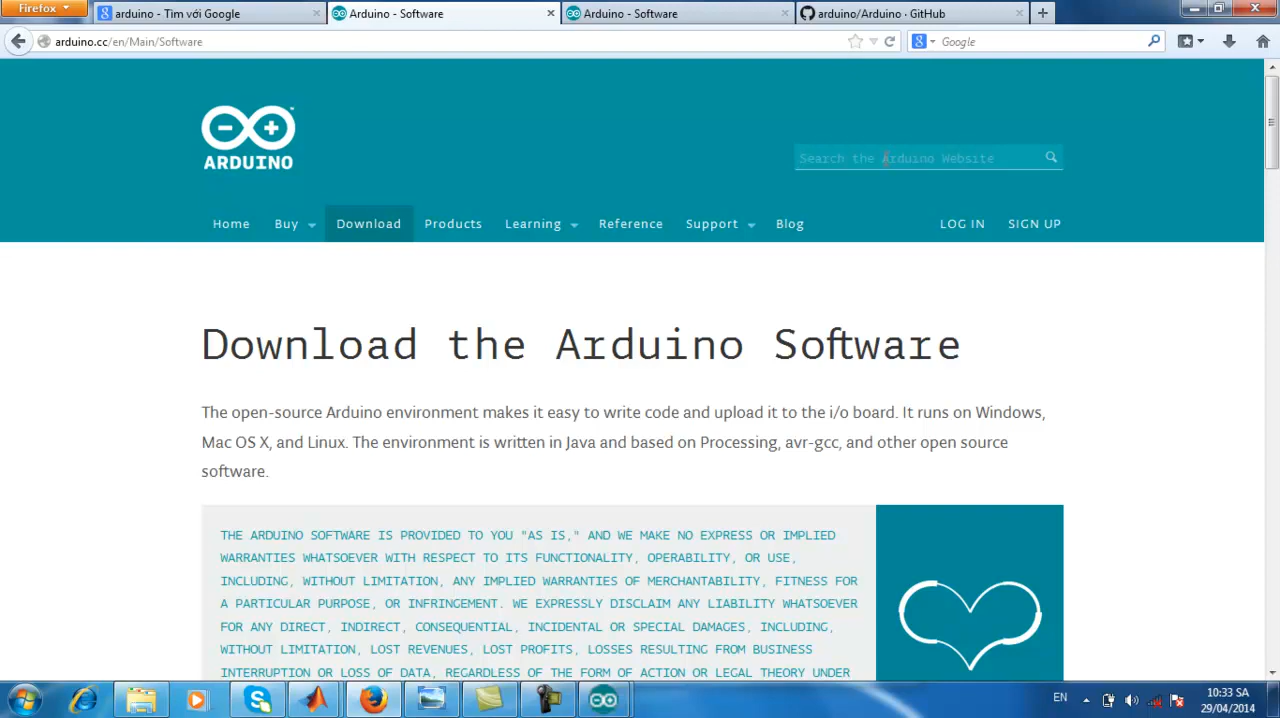 Firefox
arduino - Tìm với Google
Arduino - Software
Arduino - Software
arduino/Arduino · GitHub
arduino.cc/en/Main/Software
Google
ARDUINO
Search the Arduino Website
Home
Buy
Download
Products
Learning
Reference
Support
Blog
LOG IN
SIGN UP
Download the Arduino Software
The open-source Arduino environment makes it easy to write code and upload it to the i/o board. It runs on Windows,
Mac OS X, and Linux. The environment is written in Java and based on Processing, avr-gcc, and other open source
software.
THE ARDUINO SOFTWARE IS PROVIDED TO YOU "AS IS," AND WE MAKE NO EXPRESS OR IMPLIED
WARRANTIES WHATSOEVER WITH RESPECT TO ITS FUNCTIONALITY, OPERABILITY, OR USE,
INCLUDING, WITHOUT LIMITATION, ANY IMPLIED WARRANTIES OF MERCHANTABILITY, FITNESS FOR
A PARTICULAR PURPOSE, OR INFRINGEMENT. WE EXPRESSLY DISCLAIM ANY LIABILITY WHATSOEVER
FOR ANY DIRECT, INDIRECT, CONSEQUENTIAL, INCIDENTAL OR SPECIAL DAMAGES, INCLUDING,
WITHOUT LIMITATION, LOST REVENUES, LOST PROFITS, LOSSES RESULTING FROM BUSINESS
INTERRUPTION OR LOSS OF DATA, REGARDLESS OF THE FORM OF ACTION OR LEGAL THEORY UNDER
EN
10:33 SA
29/04/2014